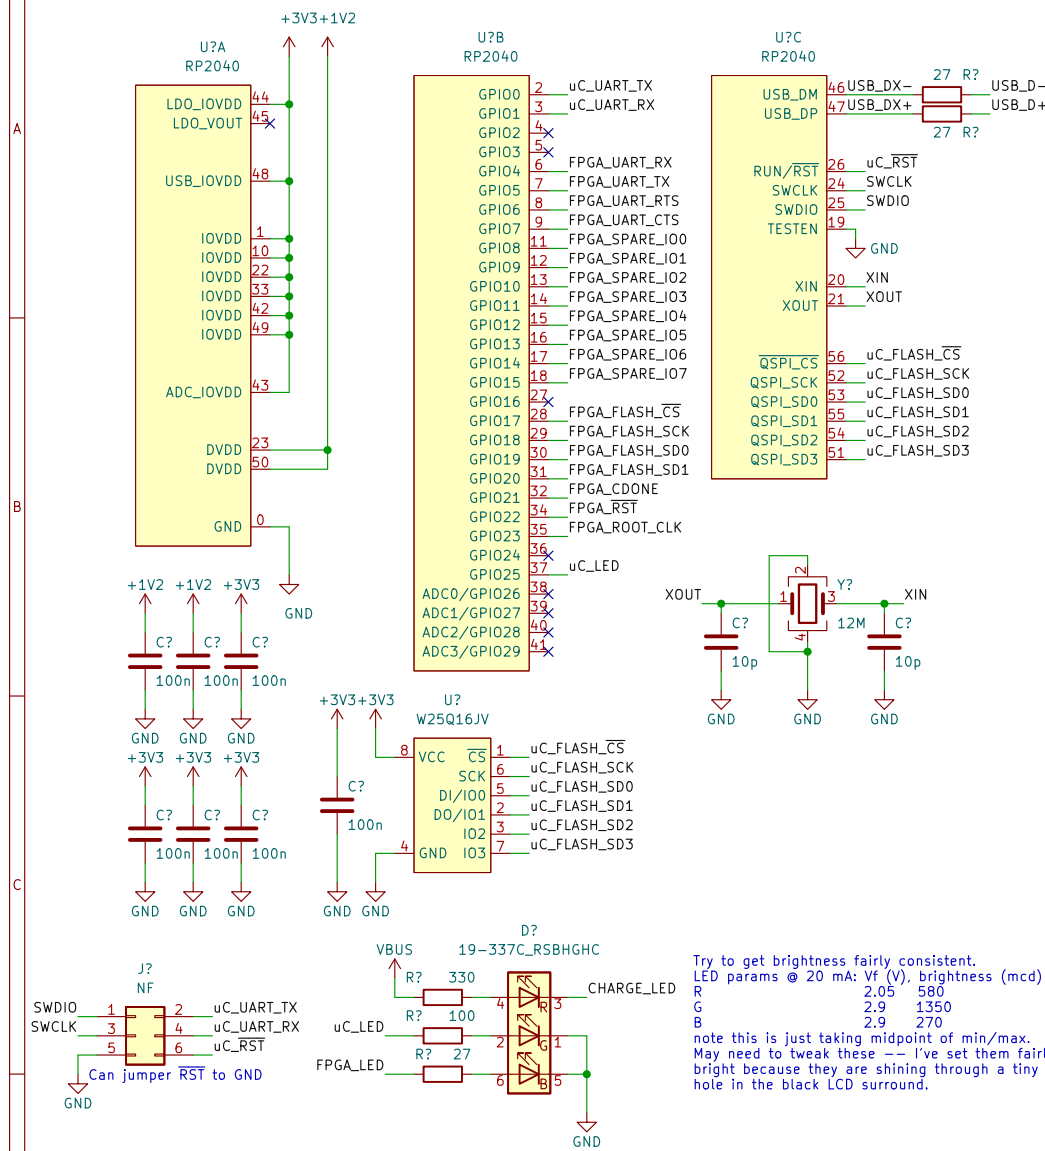 +3V3+1V2
U?A
RP2040
LDO_IOVDD 44
LDO_VOUT 45
USB_IOVDD 48
IOVDD 1
IOVDD 10
IOVDD 22
IOVDD 33
IOVDD 42
IOVDD 49
ADC_IOVDD 43
DVDD 23
DVDD 50
GND 0
GND
U?B
RP2040
GPIO0 2 uC_UART_TX
GPIO1 3 uC_UART_RX
GPIO2 4
GPIO3 5
GPIO4 6 FPGA_UART_RX
GPIO5 7 FPGA_UART_TX
GPIO6 8 FPGA_UART_RTS
GPIO7 9 FPGA_UART_CTS
GPIO8 11 FPGA_SPARE_IO0
GPIO9 12 FPGA_SPARE_IO1
GPIO10 13 FPGA_SPARE_IO2
GPIO11 14 FPGA_SPARE_IO3
GPIO12 15 FPGA_SPARE_IO4
GPIO13 16 FPGA_SPARE_IO5
GPIO14 17 FPGA_SPARE_IO6
GPIO15 18 FPGA_SPARE_IO7
GPIO16 27
GPIO17 28 FPGA_FLASH_CS
GPIO18 29 FPGA_FLASH_SCK
GPIO19 30 FPGA_FLASH_SD0
GPIO20 31 FPGA_FLASH_SD1
GPIO21 32 FPGA_CDONE
GPIO22 34 FPGA_RST
GPIO23 35 FPGA_ROOT_CLK
GPIO24 36
GPIO25 37 uC_LED
ADC0/GPIO26 38
ADC1/GPIO27 39
ADC2/GPIO28 40
ADC3/GPIO29 41
U?C
RP2040
27 R?
USB_DM 46 USB_DX- USB_D-
USB_DP 47 USB_DX+ USB_D+
27 R?
RUN/RST 26 uC_RST
SWCLK 24 SWCLK
SWDIO 25 SWDIO
TESTEN 19
GND
XIN 20 XIN
XOUT 21 XOUT
QSPI_CS 56 uC_FLASH_CS
QSPI_SCK 52 uC_FLASH_SCK
QSPI_SD0 53 uC_FLASH_SD0
QSPI_SD1 55 uC_FLASH_SD1
QSPI_SD2 54 uC_FLASH_SD2
QSPI_SD3 51 uC_FLASH_SD3
A
B
C
+1V2 +1V2 +3V3
C? C? C?
100n 100n 100n
GND GND GND
+3V3 +3V3 +3V3
C? C? C?
100n 100n 100n
GND GND GND
2 Y?
XOUT 1 3 XIN
C? 4 12M C?
10p 10p
GND GND GND
+3V3+3V3
U?
W25Q16JV
8 VCC CS 1 uC_FLASH_CS
SCK 6 uC_FLASH_SCK
DI/IO0 5 uC_FLASH_SD0
DO/IO1 2 uC_FLASH_SD1
IO2 3 uC_FLASH_SD2
4 GND IO3 7 uC_FLASH_SD3
C?
100n
GND GND
J?
NF
SWDIO 1 2 uC_UART_TX
SWCLK 3 4 uC_UART_RX
5 6 uC_RST
Can jumper RST to GND
GND
D?
19-337C_RSBHGHC
VBUS
R? 330 4 R 3 CHARGE_LED
uC_LED R? 100 2 G 1
FPGA_LED R? 27 6 B 5
GND
Try to get brightness fairly consistent.
LED params @ 20 mA: Vf (V), brightness (mcd)
R 2.05 580
G 2.9 1350
B 2.9 270
note this is just taking midpoint of min/max.
May need to tweak these -- I've set them fairl
bright because they are shining through a tiny
hole in the black LCD surround.